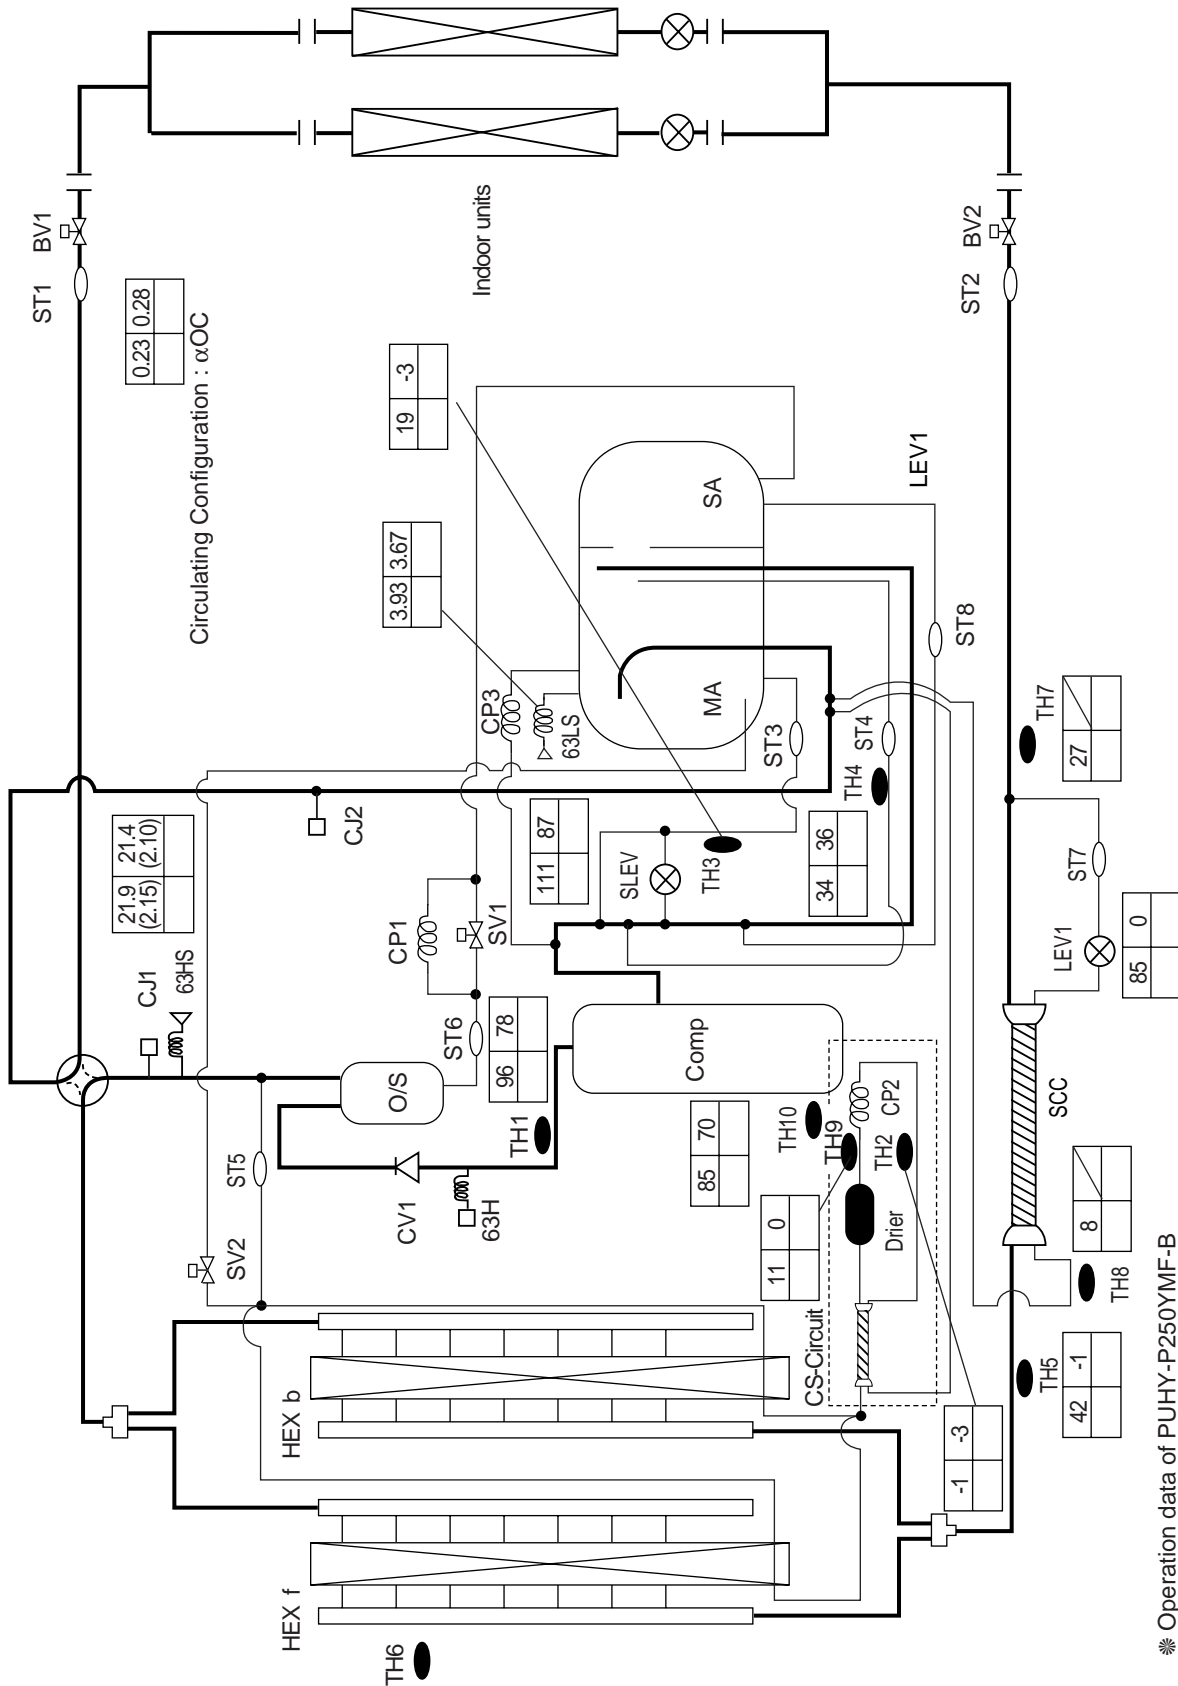 ST1
BV1
0.23 0.28
Circulating Configuration : αOC
Indoor units
ST2
BV2
19 -3
3.93 3.67
SA
MA
LEV1
ST8
CP3
63LS
ST3
ST4
TH4
TH7
27
21.9 21.4
(2.15) (2.10)
CJ1
63HS
CJ2
111 87
SLEV
TH3
34 36
CP1
SV1
ST6
96 78
TH1
O/S
Comp
ST7
LEV1
85 0
SCC
ST5
CV1
63H
SV2
85 70
TH10
TH9
CP2
TH2
Drier
11 0
CS-Circuit
8
TH8
TH5
42 -1
-1 -3
HEX b
HEX f
TH6
❋ Operation data of PUHY-P250YMF-B